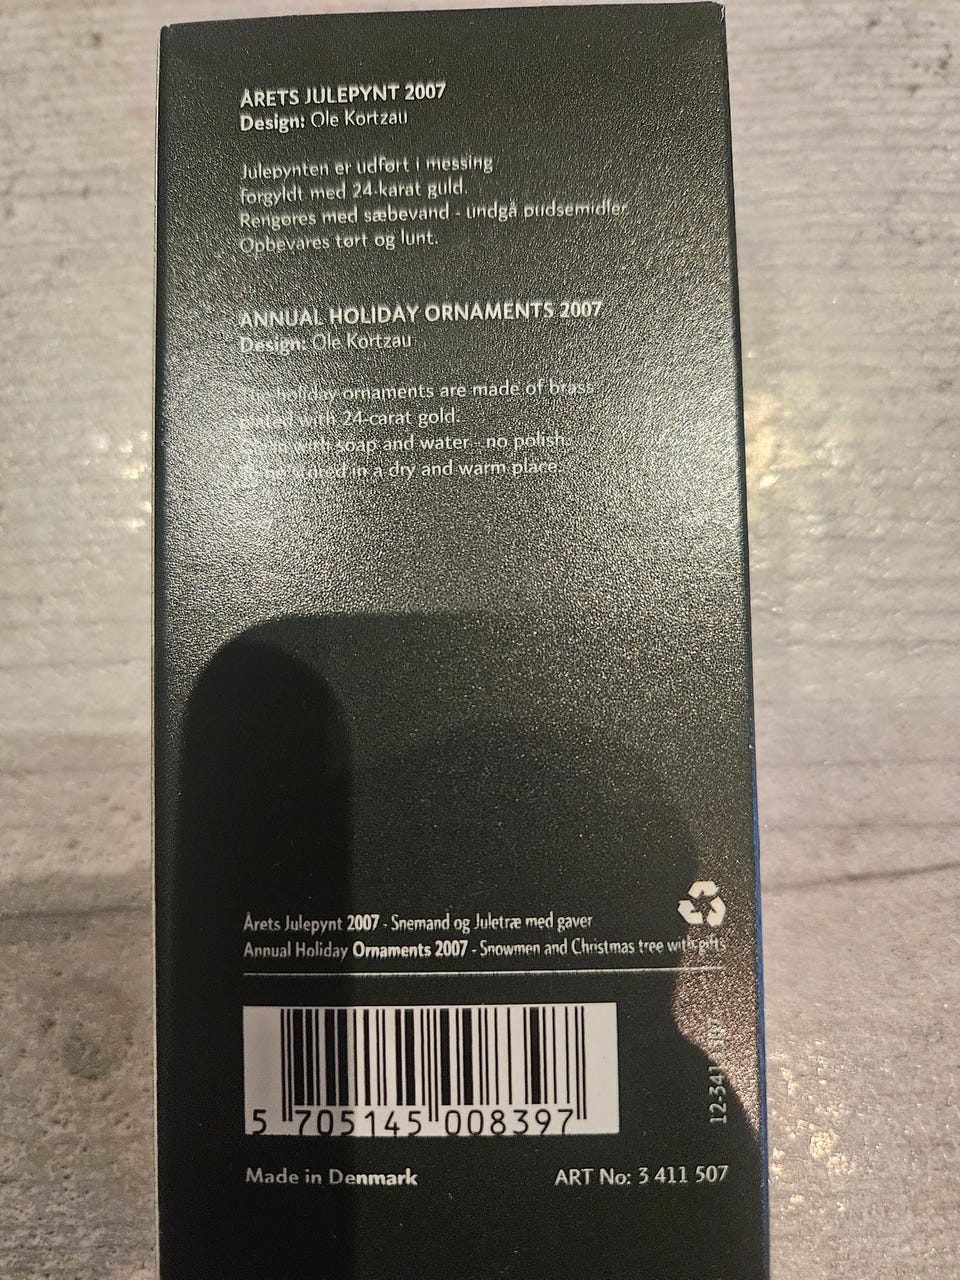 ÅRETS JULEPYNT 2007
Design: Ole Kortzau
Julepynten er udført i messing
forgyldt med 24-karat guld.
Rengøres med sæbevand - undgå pudsemidler.
Opbevares tørt og lunt.
ANNUAL HOLIDAY ORNAMENTS 2007
Design: Ole Kortzau
The holiday ornaments are made of brass
plated with 24-carat gold.
with soap and water - no polish.
stored in a dry and warm place.
Årets Julepynt 2007 - Snemand og Juletræ med gaver
Annual Holiday Ornaments 2007 - Snowmen and Christmas tree with gifts
5 705145 008397
Made in Denmark
ART No: 3 411 507